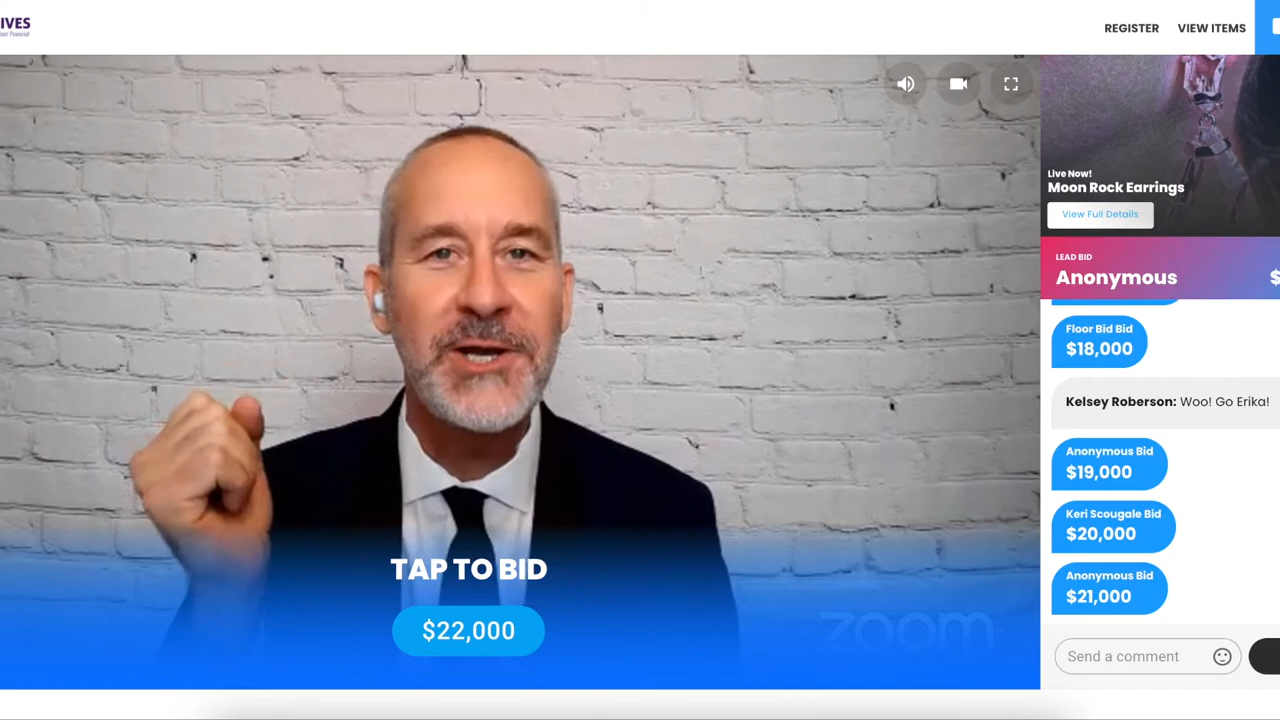 IVES
REGISTER VIEW ITEMS
Live Now!
Moon Rock Earrings
View Full Details
LEAD BID
Anonymous $
Floor Bid Bid
$18,000
Kelsey Roberson: Woo! Go Erika!
Anonymous Bid
$19,000
Keri Scougale Bid
$20,000
Anonymous Bid
$21,000
TAP TO BID
$22,000
zoom
Send a comment